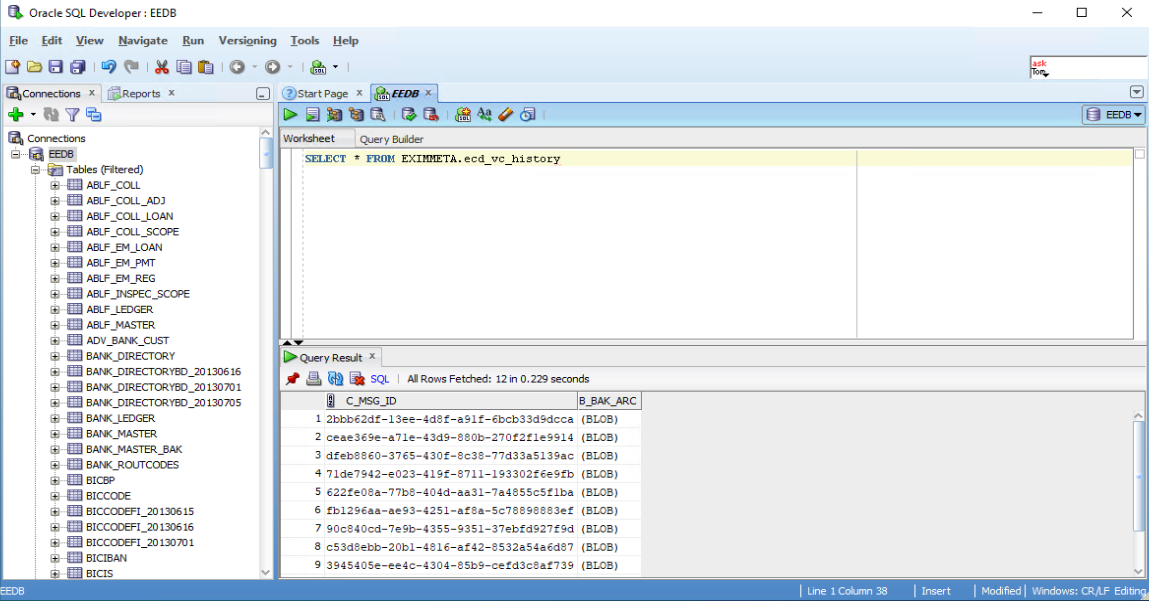 Oracle SQL Developer : EEDB
File Edit View Navigate Run Versioning Tools Help
ask
Tom
Connections x Reports x
Start Page x EEDB x
EEDB
Worksheet Query Builder
SELECT * FROM EXIMMETA.ecd_vc_history
Connections
EEDB
Tables (Filtered)
ABLF_COLL
ABLF_COLL_ADJ
ABLF_COLL_LOAN
ABLF_COLL_SCOPE
ABLF_EM_LOAN
ABLF_EM_PMT
ABLF_EM_REG
ABLF_INSPEC_SCOPE
ABLF_LEDGER
ABLF_MASTER
ADV_BANK_CUST
BANK_DIRECTORY
BANK_DIRECTORYBD_20130616
BANK_DIRECTORYBD_20130701
BANK_DIRECTORYBD_20130705
BANK_LEDGER
BANK_MASTER
BANK_MASTER_BAK
BANK_ROUTCODES
BICBP
BICCODE
BICCODEFI_20130615
BICCODEFI_20130616
BICCODEFI_20130701
BICIBAN
BICIS
Query Result x
SQL | All Rows Fetched: 12 in 0.229 seconds
C_MSG_ID B_BAK_ARC
1 2bbb62df-13ee-4d8f-a91f-6bcb33d9dcca (BLOB)
2 ceae369e-a71e-43d9-880b-270f2f1e9914 (BLOB)
3 dfeb8860-3765-430f-8c38-77d33a5139ac (BLOB)
4 71de7942-e023-419f-8711-193302f6e9fb (BLOB)
5 622fe08a-77b8-404d-aa31-7a4855c5f1ba (BLOB)
6 fb1296aa-ae93-4251-af8a-5c78898883ef (BLOB)
7 90c840cd-7e9b-4355-9351-37ebfd927f9d (BLOB)
8 c53d8ebb-20b1-4816-af42-8532a54a6d87 (BLOB)
9 3945405e-ee4c-4304-85b9-cefd3c8af739 (BLOB)
EEDB | Line 1 Column 38 | Insert | Modified | Windows: CR/LF Editing